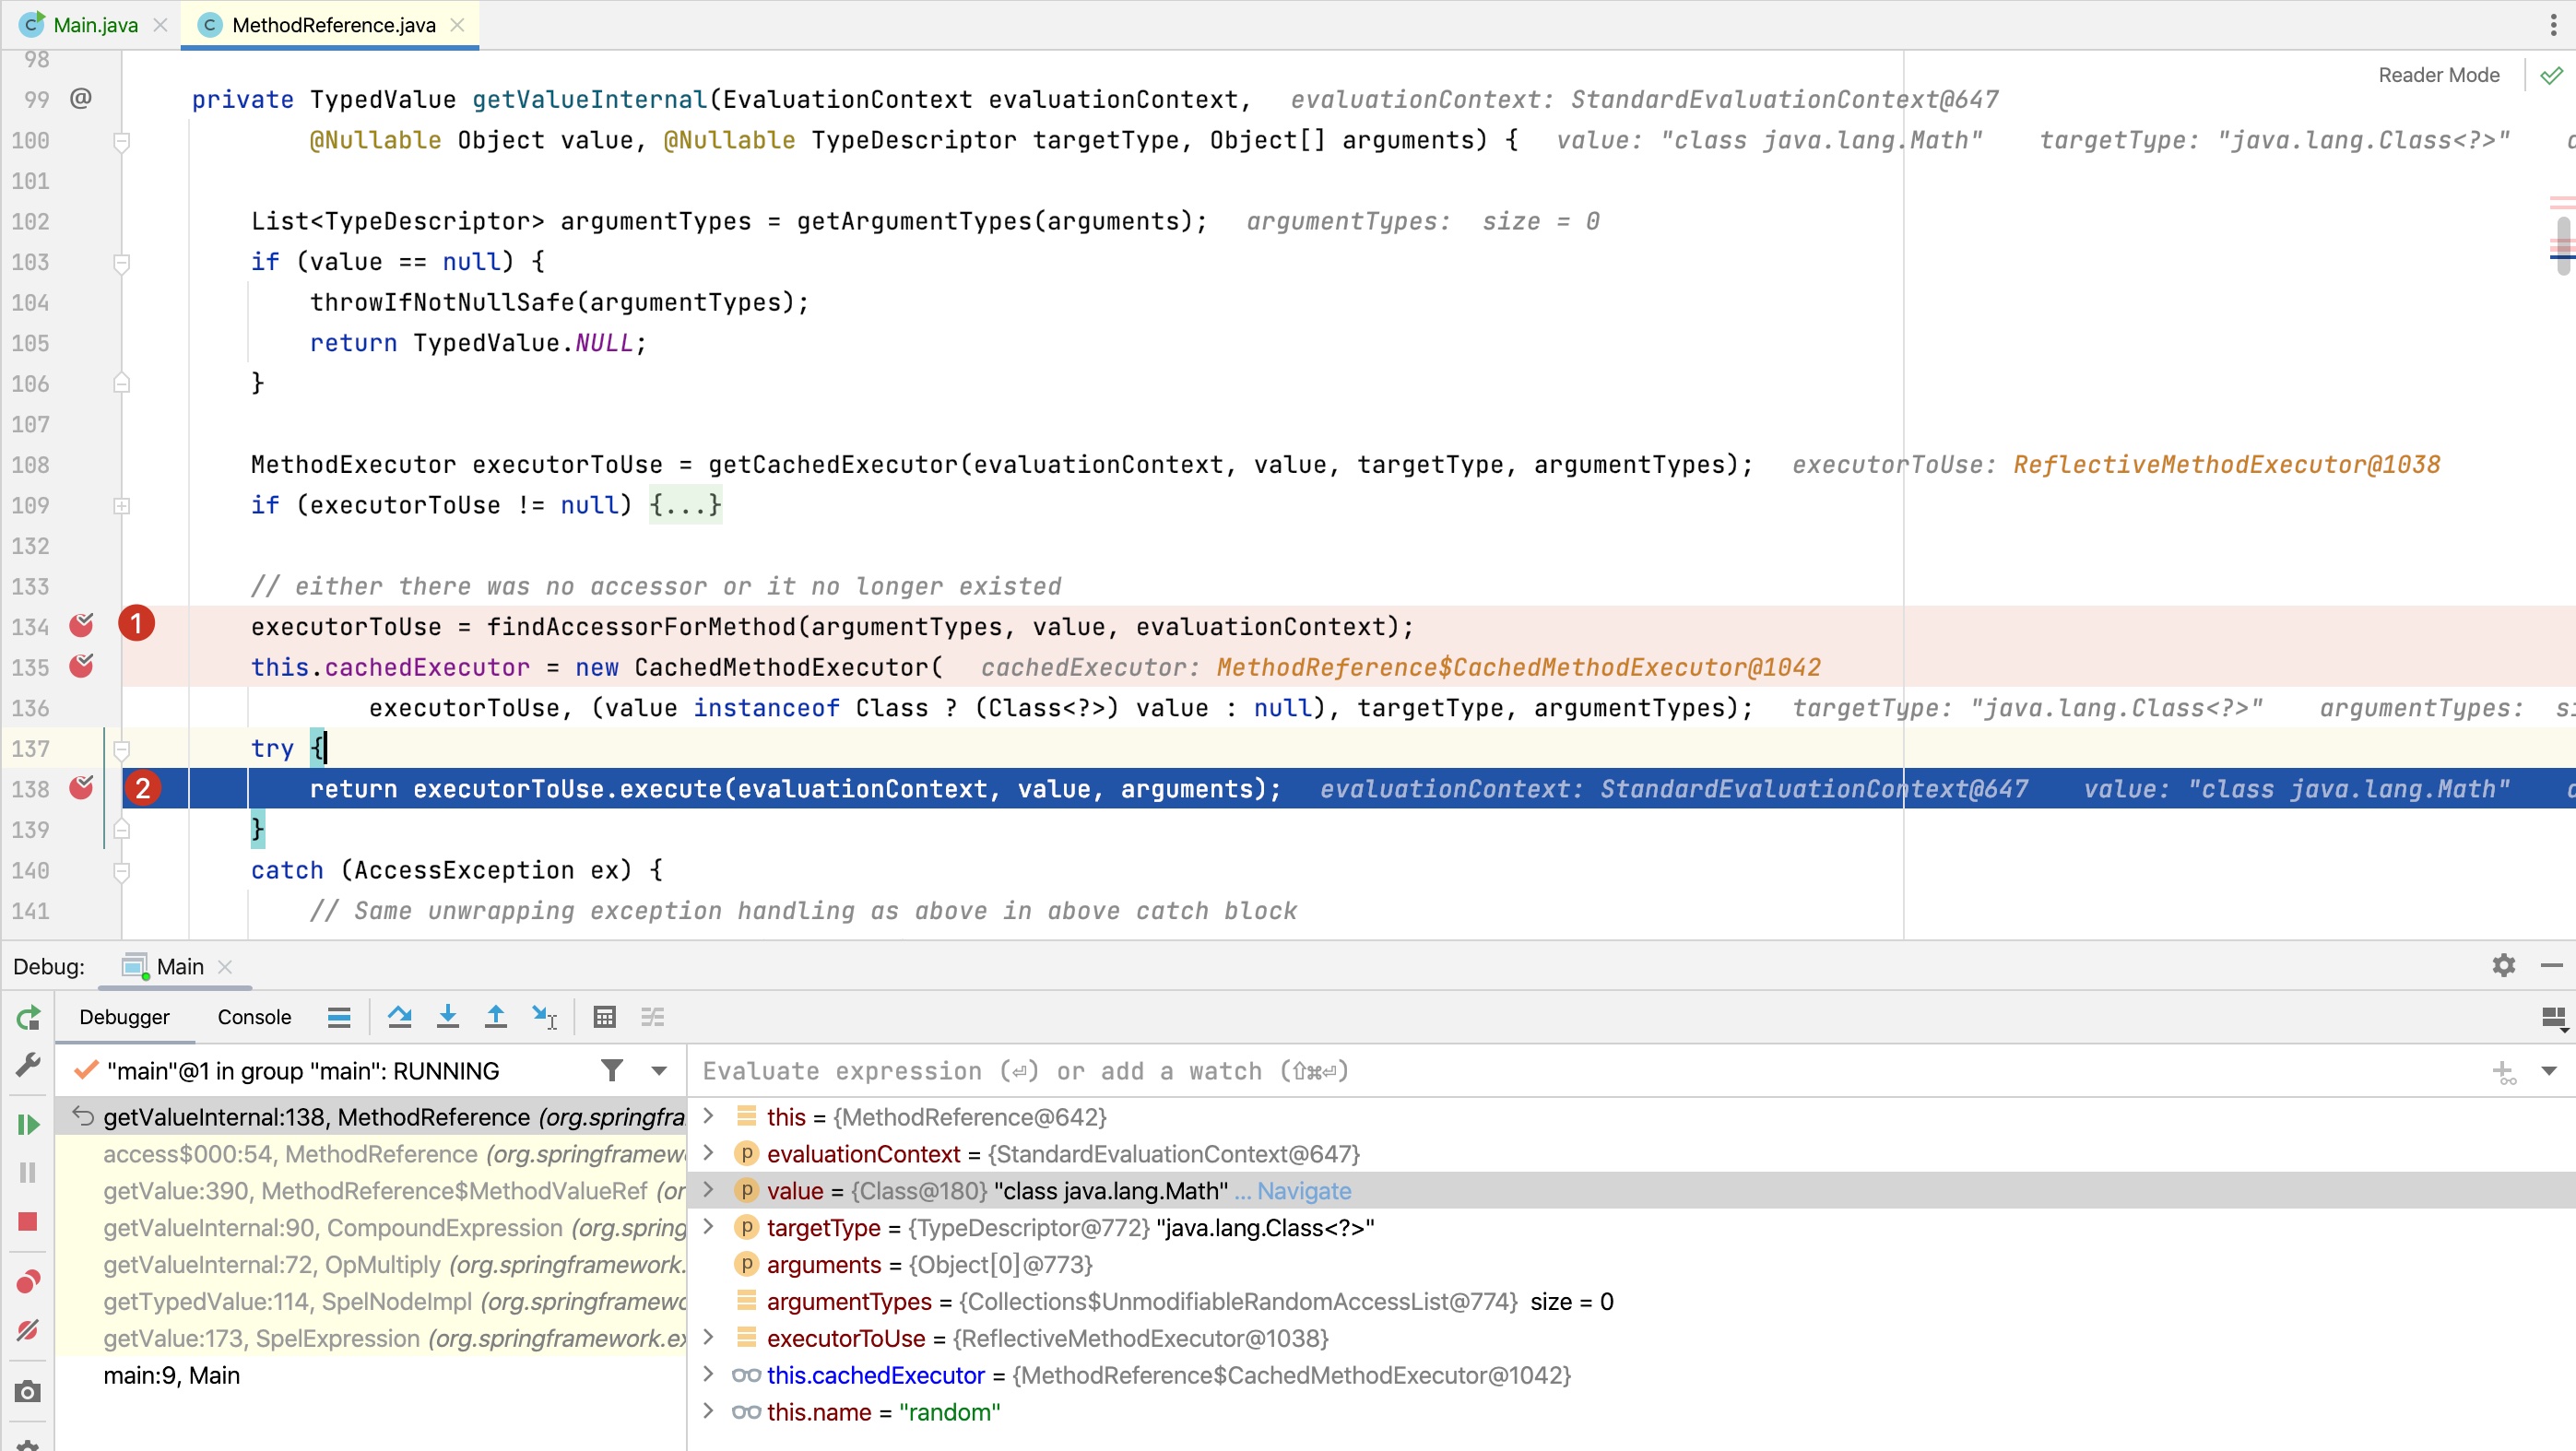 Main.java
MethodReference.java
Reader Mode
98
99 @ private TypedValue getValueInternal(EvaluationContext evaluationContext, evaluationContext: StandardEvaluationContext@647
100 @Nullable Object value, @Nullable TypeDescriptor targetType, Object[] arguments) { value: "class java.lang.Math" targetType: "java.lang.Class<?>"
101
102 List<TypeDescriptor> argumentTypes = getArgumentTypes(arguments); argumentTypes: size = 0
103 if (value == null) {
104 throwIfNotNullSafe(argumentTypes);
105 return TypedValue.NULL;
106 }
107
108 MethodExecutor executorToUse = getCachedExecutor(evaluationContext, value, targetType, argumentTypes); executorToUse: ReflectiveMethodExecutor@1038
109 if (executorToUse != null) {...}
132
133 // either there was no accessor or it no longer existed
134 1 executorToUse = findAccessorForMethod(argumentTypes, value, evaluationContext);
135 this.cachedExecutor = new CachedMethodExecutor( cachedExecutor: MethodReference$CachedMethodExecutor@1042
136 executorToUse, (value instanceof Class ? (Class<?>) value : null), targetType, argumentTypes); targetType: "java.lang.Class<?>" argumentTypes:
137 try {
138 2 return executorToUse.execute(evaluationContext, value, arguments); evaluationContext: StandardEvaluationContext@647 value: "class java.lang.Math"
139 }
140 catch (AccessException ex) {
141 // Same unwrapping exception handling as above in above catch block
Debug: Main
Debugger Console
"main"@1 in group "main": RUNNING
getValueInternal:138, MethodReference (org.springfra
access$000:54, MethodReference (org.springframew
getValue:390, MethodReference$MethodValueRef (or
getValueInternal:90, CompoundExpression (org.spring
getValueInternal:72, OpMultiply (org.springframework.
getTypedValue:114, SpelNodeImpl (org.springframewo
getValue:173, SpelExpression (org.springframework.ex
main:9, Main
Evaluate expression (⏎) or add a watch (⇧⌘⏎)
this = {MethodReference@642}
p evaluationContext = {StandardEvaluationContext@647}
p value = {Class@180} "class java.lang.Math" ... Navigate
p targetType = {TypeDescriptor@772} "java.lang.Class<?>"
p arguments = {Object[0]@773}
argumentTypes = {Collections$UnmodifiableRandomAccessList@774} size = 0
executorToUse = {ReflectiveMethodExecutor@1038}
this.cachedExecutor = {MethodReference$CachedMethodExecutor@1042}
this.name = "random"